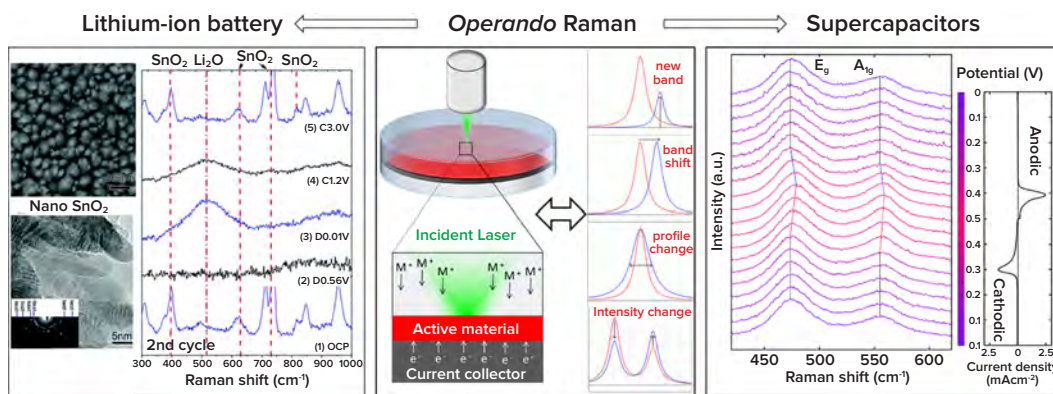 Lithium-ion battery
Operando Raman
Supercapacitors
SnO₂ Li₂O SnO₂ SnO₂
(5) C3.0V
(4) C1.2V
(3) D0.01V
(2) D0.56V
(1) OCP
2nd cycle
300 400 500 600 700 800 900 1000
Raman shift (cm⁻¹)
Nano SnO₂
5nm
Incident Laser
M⁺ M⁺ M⁺ M⁺ M⁺ M⁺
Active material
e⁻ e⁻ e⁻ e⁻ e⁻ e⁻
Current collector
new
band
band
shift
profile
change
Intensity change
E₉ A₁₉
Intensity (a.u.)
450 500 550 600
Raman shift (cm⁻¹)
Potential (V)
0.1
0
0.1
0.2
0.3
0.4
0.5
0.4
0.3
0.2
0.1
Anodic
Cathodic
2.5 0 2.5
Current density
(mAcm⁻²)